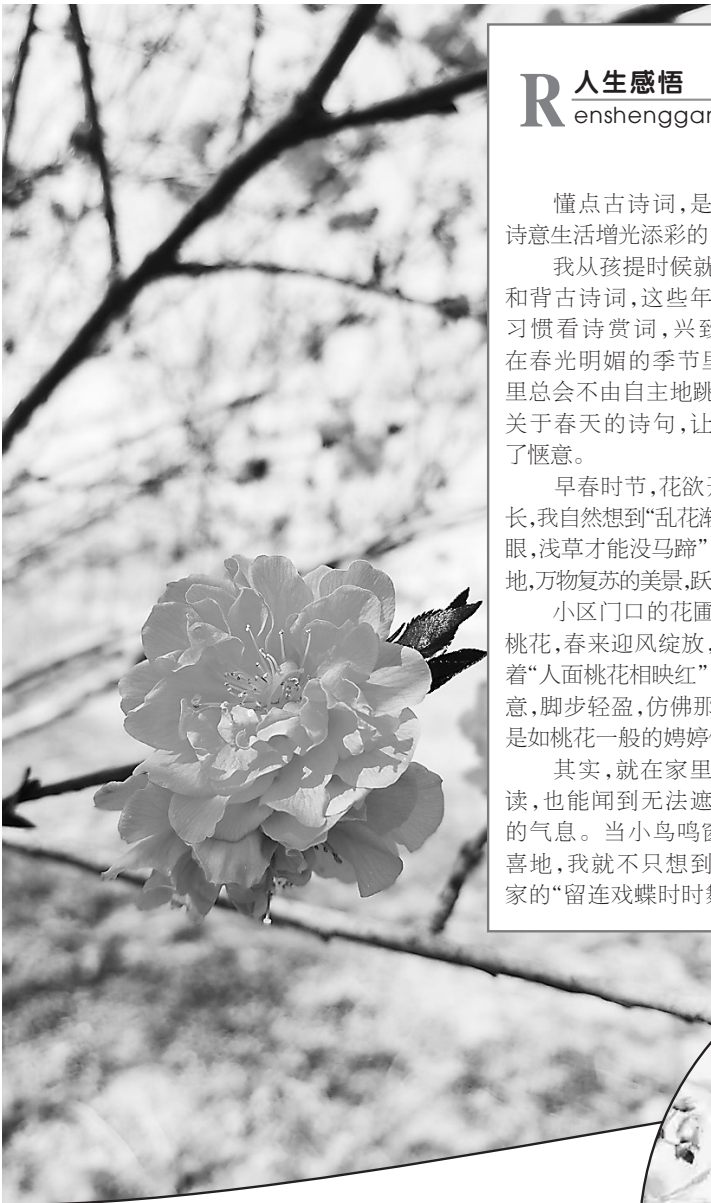 R 人生感悟
enshenggan
懂点古诗词,是
诗意生活增光添彩的
我从孩提时候就
和背古诗词,这些年
习惯看诗赏词,兴致
在春光明媚的季节里
里总会不由自主地跳
关于春天的诗句,让
了惬意。
早春时节,花欲开
长,我自然想到“乱花渐
眼,浅草才能没马蹄”
地,万物复苏的美景,跃
小区门口的花圃
桃花,春来迎风绽放,
着“人面桃花相映红”
意,脚步轻盈,仿佛那
是如桃花一般的娉婷
其实,就在家里
读,也能闻到无法遮
的气息。当小鸟鸣窗
喜地,我就不只想到
家的“留连戏蝶时时舞